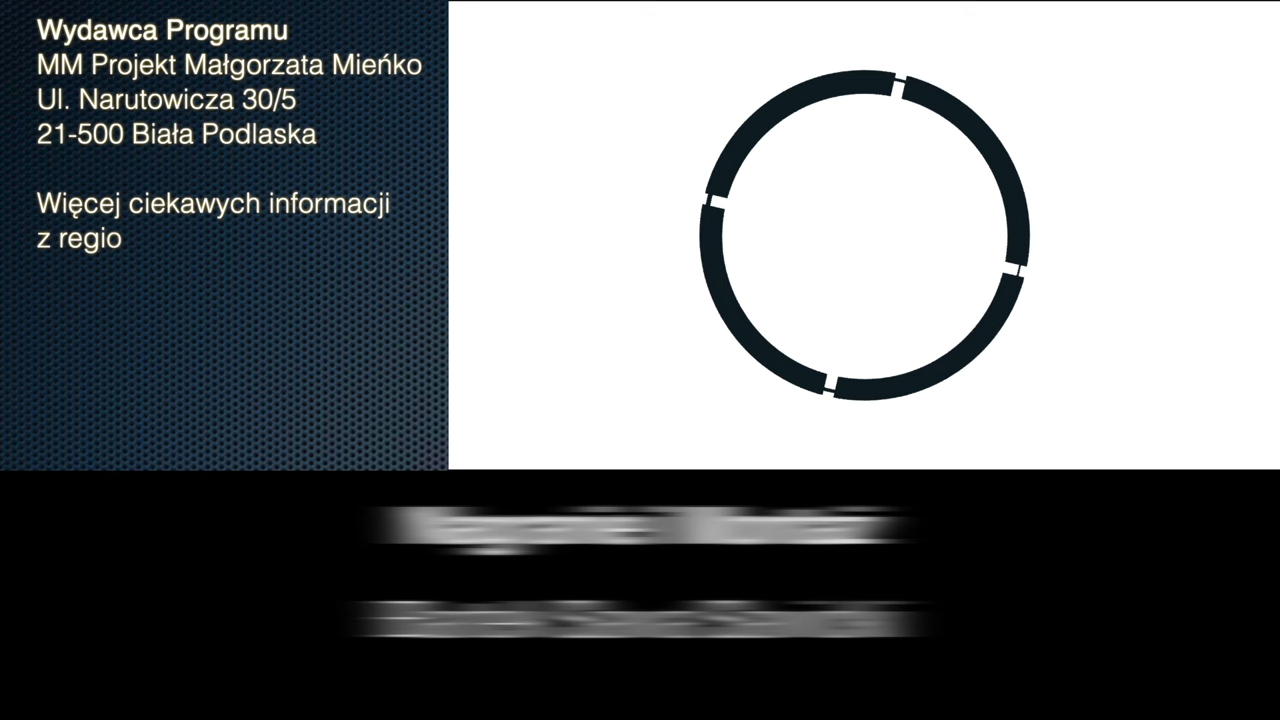 Wydawca Programu
MM Projekt Małgorzata Mieńko
Ul. Narutowicza 30/5
21-500 Biała Podlaska
Więcej ciekawych informacji
z regio